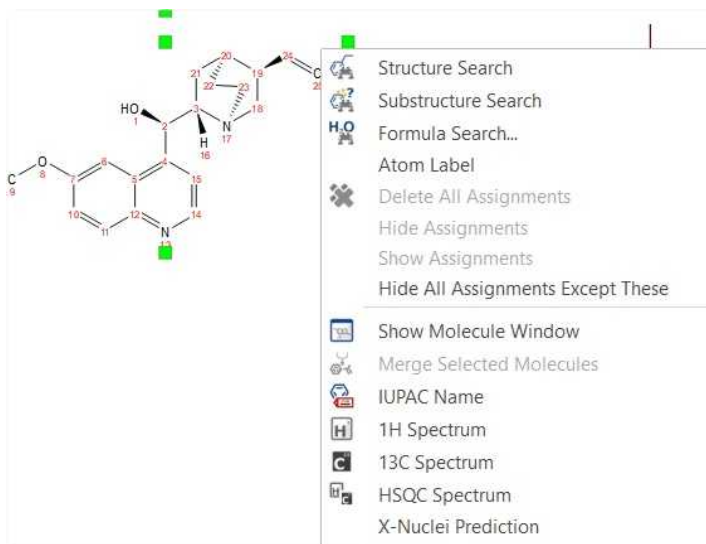 20
24
21
19
25
22
23
HO
1
3
18
2
N
17
H
16
O
8
4
6
5
15
7
C
9
10
12
14
11
N
13
Structure Search
Substructure Search
H₂O Formula Search...
Atom Label
Delete All Assignments
Hide Assignments
Show Assignments
Hide All Assignments Except These
Show Molecule Window
Merge Selected Molecules
IUPAC Name
H 1H Spectrum
C 13C Spectrum
H C HSQC Spectrum
X-Nuclei Prediction